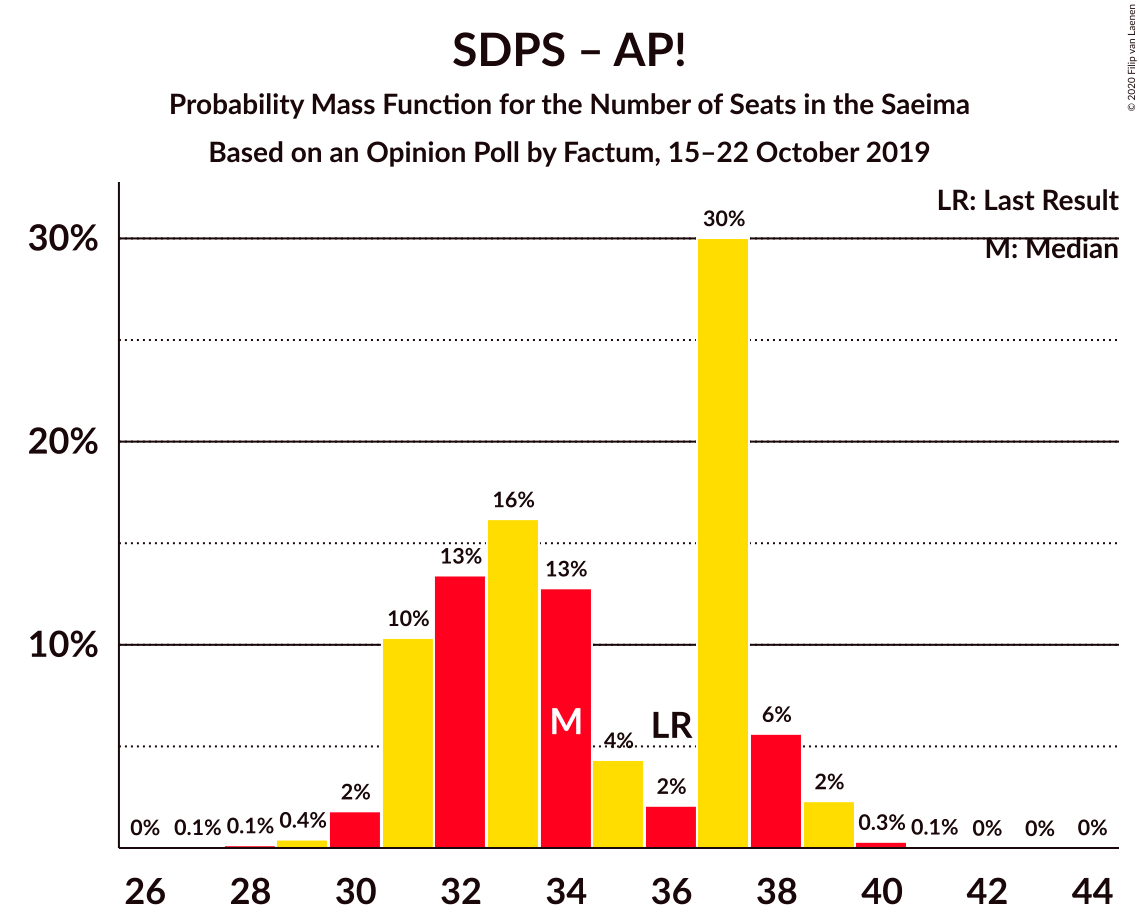 SDPS – AP!
Probability Mass Function for the Number of Seats in the Saeima
Based on an Opinion Poll by Factum, 15–22 October 2019
© 2020 Filip van Laenen
LR: Last Result
M: Median
30%
20%
10%
0% 0.1% 0.1% 0.4% 2% 10% 13% 16% 13% 4% 2% 30% 6% 2% 0.3% 0.1% 0% 0% 0%
M LR
26 28 30 32 34 36 38 40 42 44